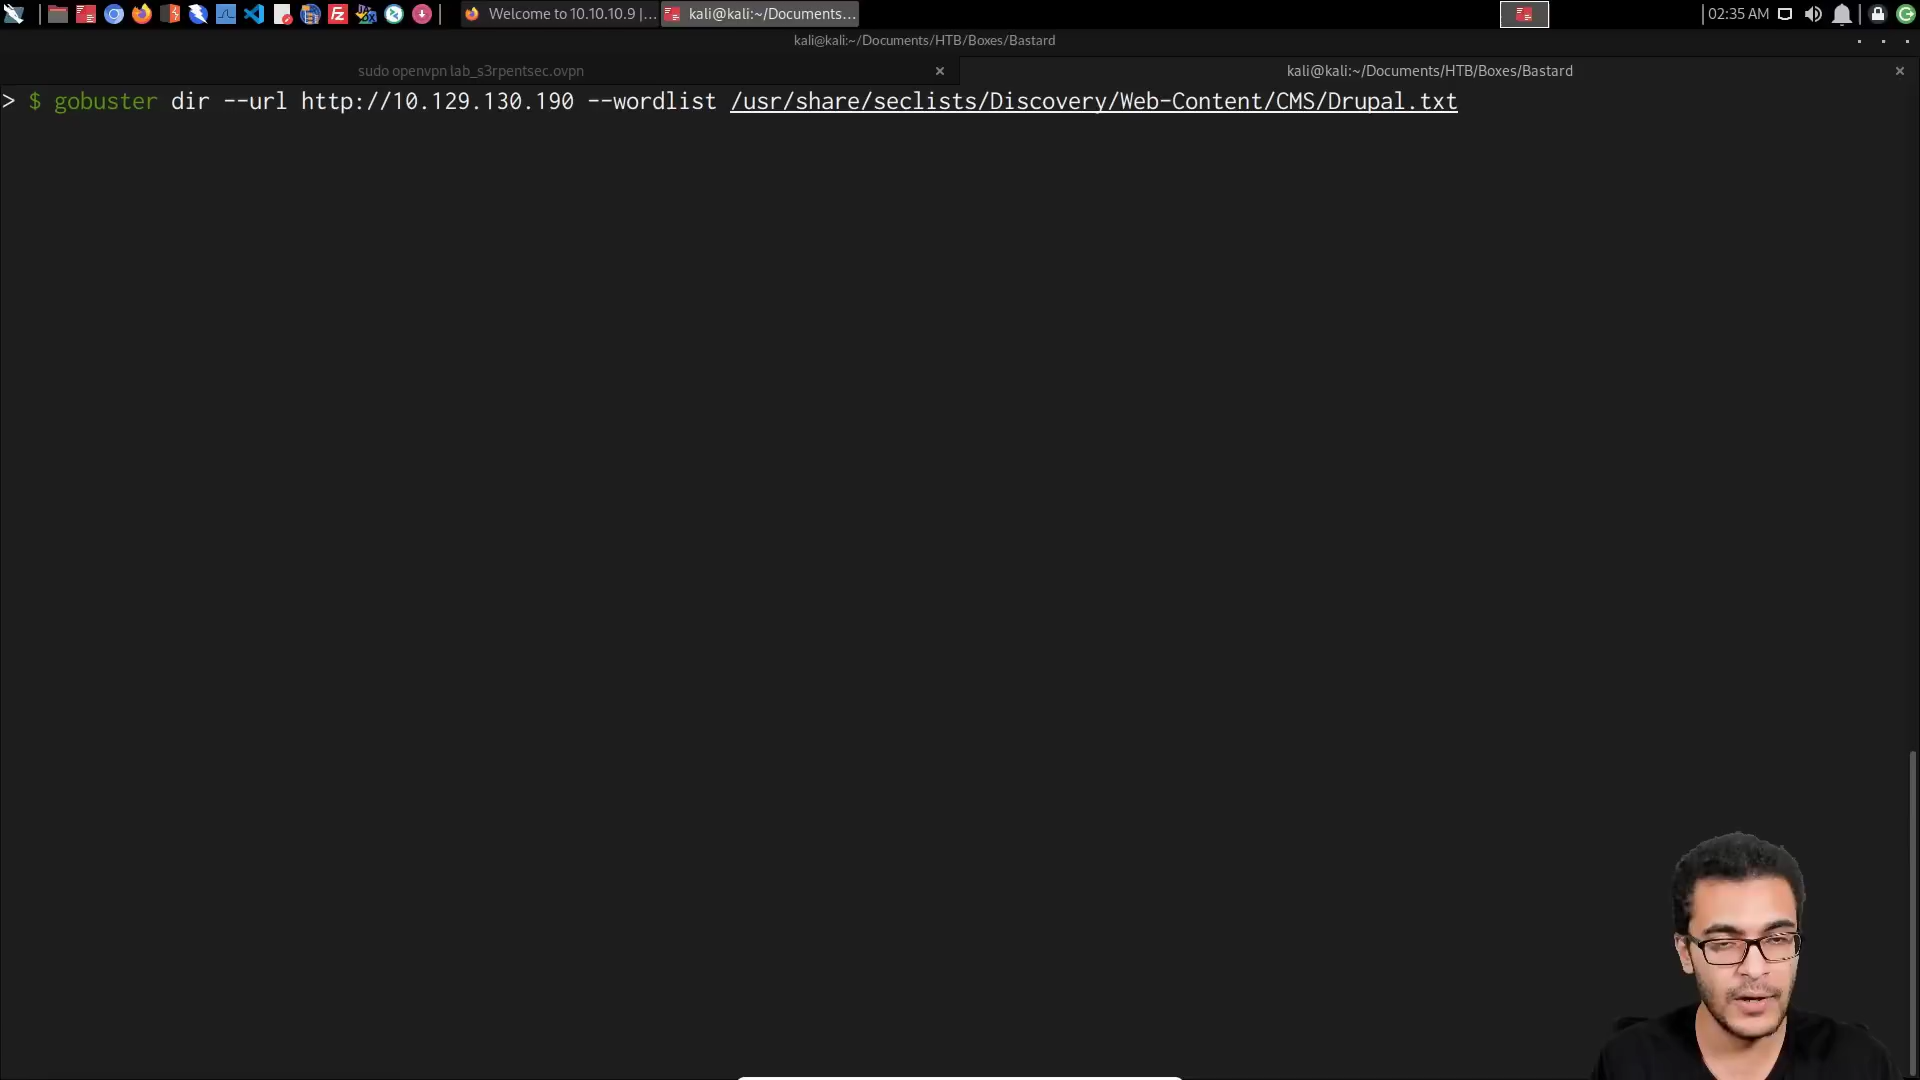 Welcome to 10.10.10.9 |... kali@kali:~/Documents... 02:35 AM
kali@kali:~/Documents/HTB/Boxes/Bastard
sudo openvpn lab_s3rpentsec.ovpn × kali@kali:~/Documents/HTB/Boxes/Bastard ×
> $ gobuster dir --url http://10.129.130.190 --wordlist /usr/share/seclists/Discovery/Web-Content/CMS/Drupal.txt